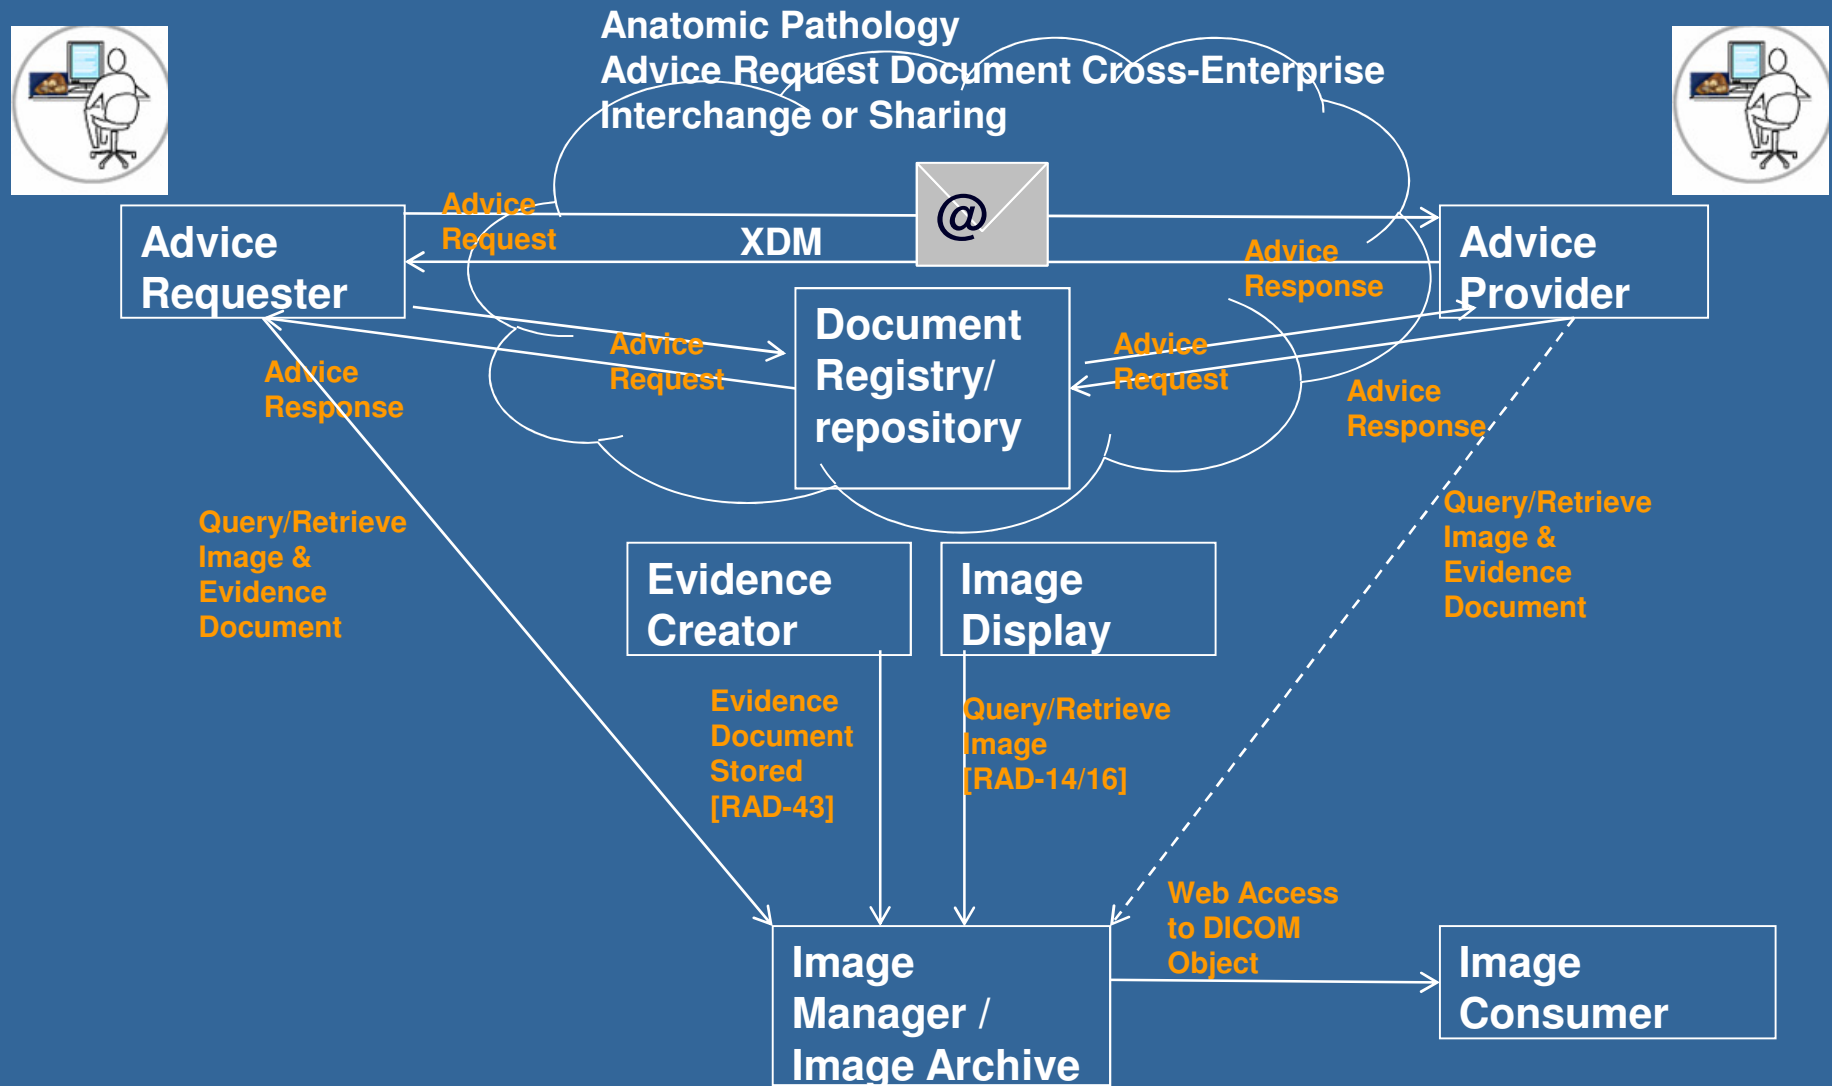 Anatomic Pathology
Advice Request Document Cross-Enterprise
Interchange or Sharing
Advice
Request
XDM
@
Advice
Response
Advice
Requester
Advice
Provider
Document
Registry/
repository
Advice
Request
Advice
Request
Advice
Response
Advice
Response
Query/Retrieve
Image &
Evidence
Document
Query/Retrieve
Image &
Evidence
Document
Evidence
Creator
Image
Display
Evidence
Document
Stored
[RAD-43]
Query/Retrieve
Image
[RAD-14/16]
Web Access
to DICOM
Object
Image
Manager /
Image Archive
Image
Consumer